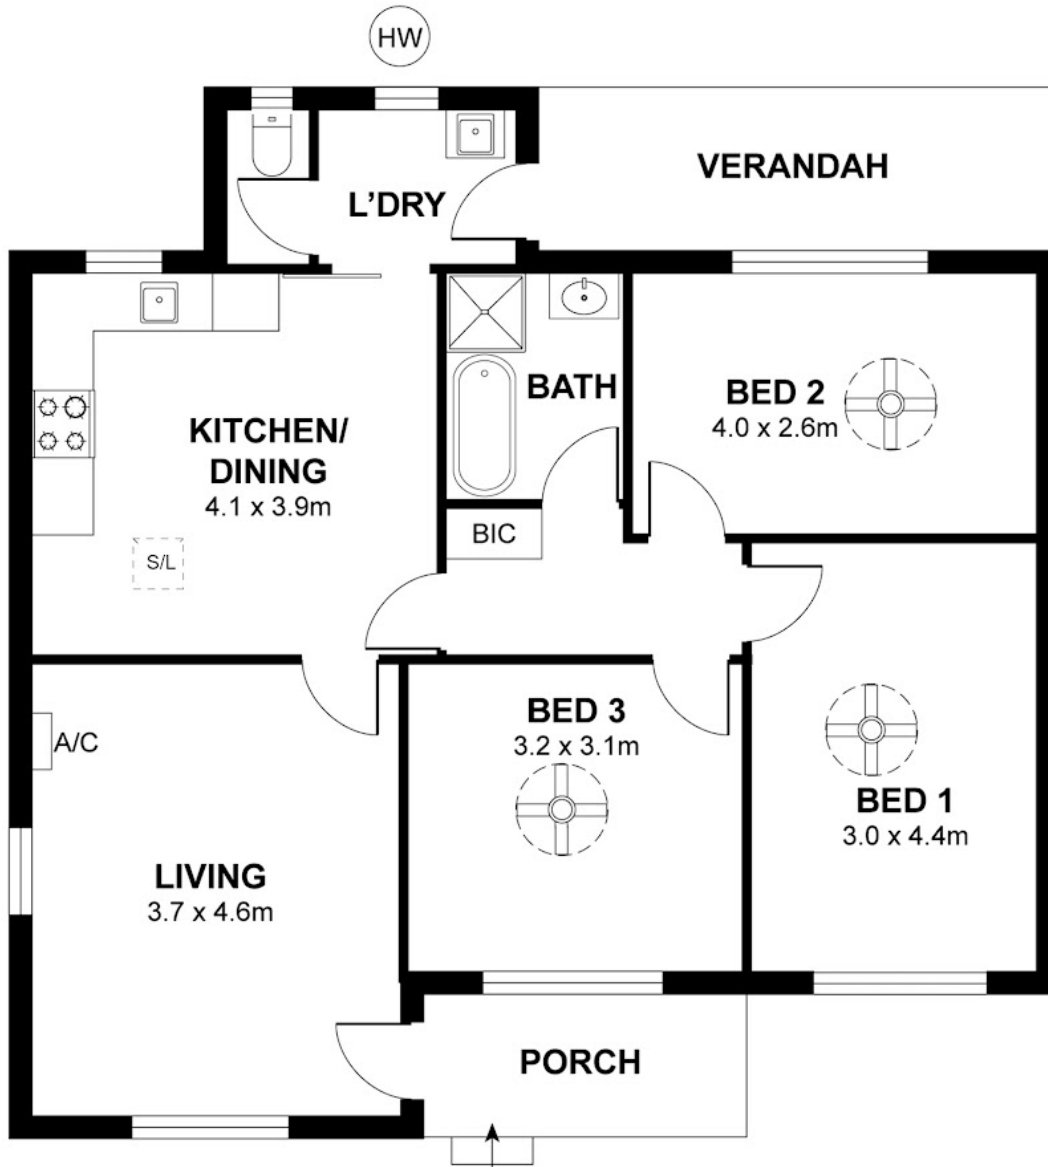 HW
VERANDAH
L'DRY
BATH
BED 2
4.0 x 2.6m
KITCHEN/
DINING
4.1 x 3.9m
BIC
S/L
A/C
BED 3
3.2 x 3.1m
BED 1
3.0 x 4.4m
LIVING
3.7 x 4.6m
PORCH